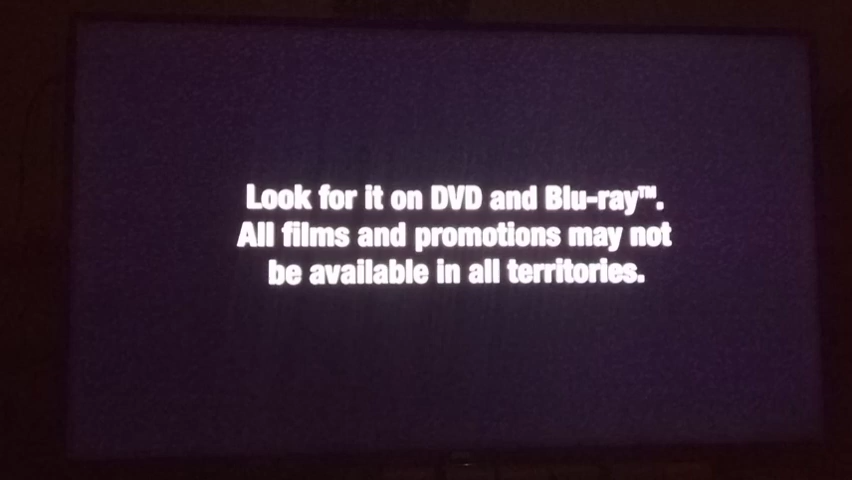 Look for it on DVD and Blu-ray™.
All films and promotions may not
be available in all territories.